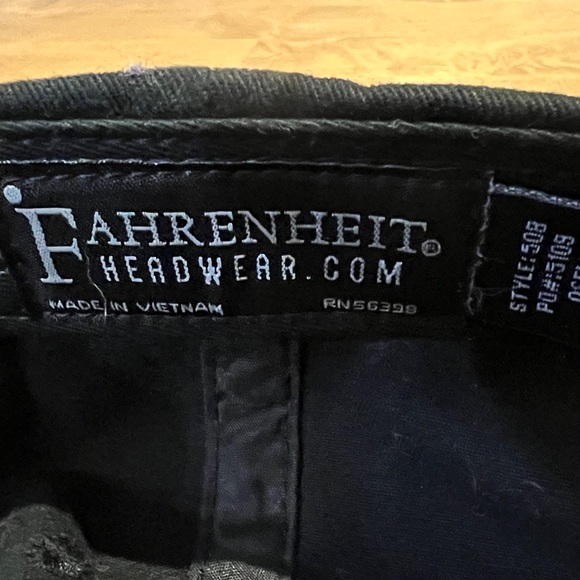 °FAHRENHEIT®
HEADWEAR.COM
MADE IN VIETNAM RN56398
STYLE: 508
PO#:5109